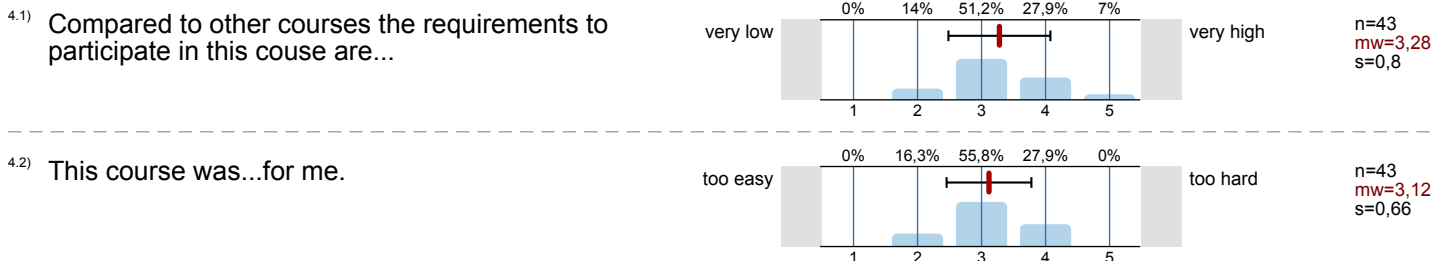 4.1) Compared to other courses the requirements to
participate in this couse are...
very low
0% 14% 51,2% 27,9% 7%
1 2 3 4 5
very high
n=43
mw=3,28
s=0,8
4.2) This course was...for me.
too easy
0% 16,3% 55,8% 27,9% 0%
1 2 3 4 5
too hard
n=43
mw=3,12
s=0,66